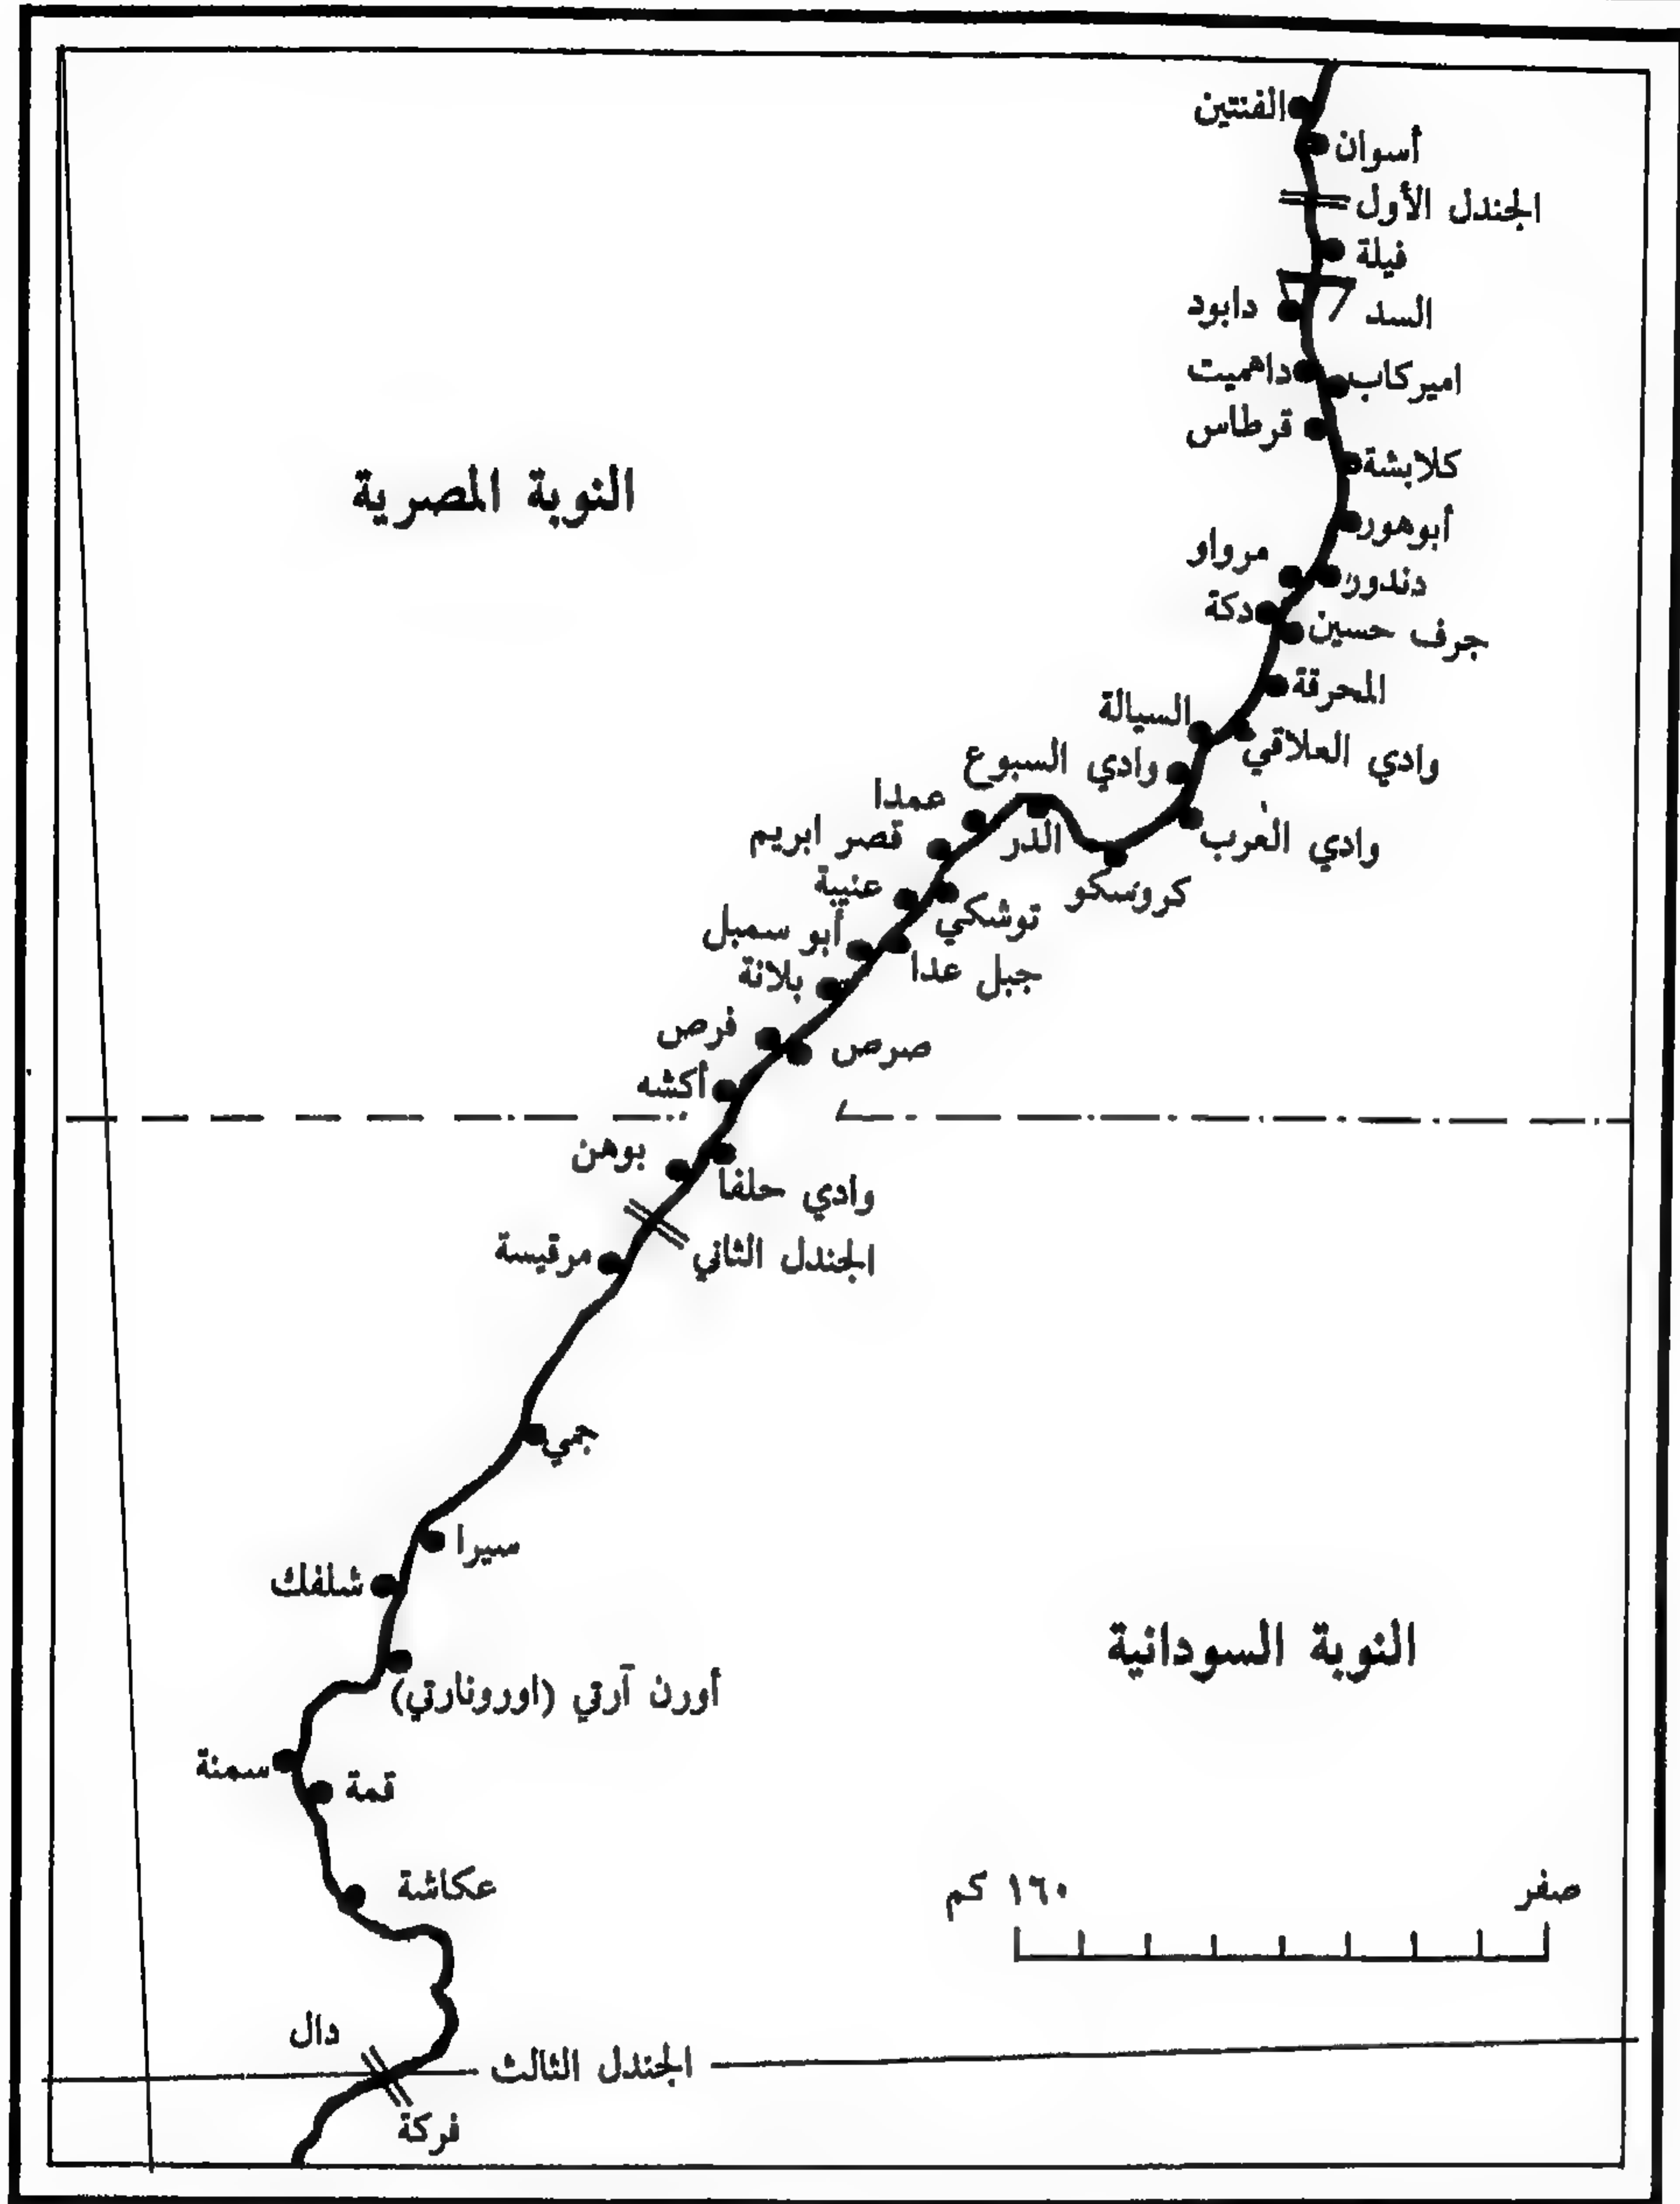 الفنتين
أسوان
الجندل الأول
فيلة
السد
دابود
داهميت
اميركاب
قرطاس
كلابشة
أبوهور
مرواو
دندور
دكة
جرف حسين
المحرقة
السيالة
وادي العلاقي
وادي السبوع
وادي العرب
عمدا
الدر
قصر ابريم
كروسكو
عنيبة
توشكي
أبو سمبل
جبل عدا
بلانة
فرص
صرص
أكشه
بوهن
وادي حلفا
الجندل الثاني
مرقيسة
جمي
سيرا
شلفك
أورن آرتي (اورونارتي)
سمنة
قمة
عكاشة
دال
الجندل الثالث
فركة
النوبة المصرية
النوبة السودانية
صفر
١٦٠ كم